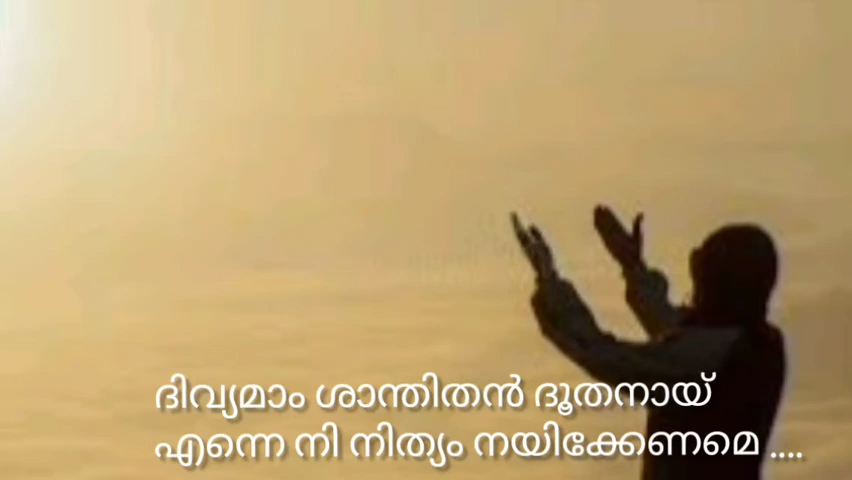 ദിവ്യമാം ശാന്തിതൻ ദൂതനായ്
എന്നെ നി നിത്യം നയിക്കേണമെ ....